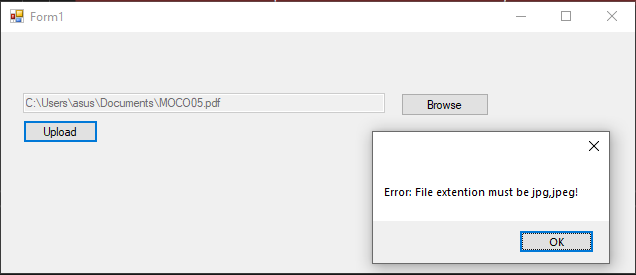 Form1
C:\Users\asus\Documents\MOCO05.pdf
Browse
Upload
Error: File extention must be jpg,jpeg!
OK